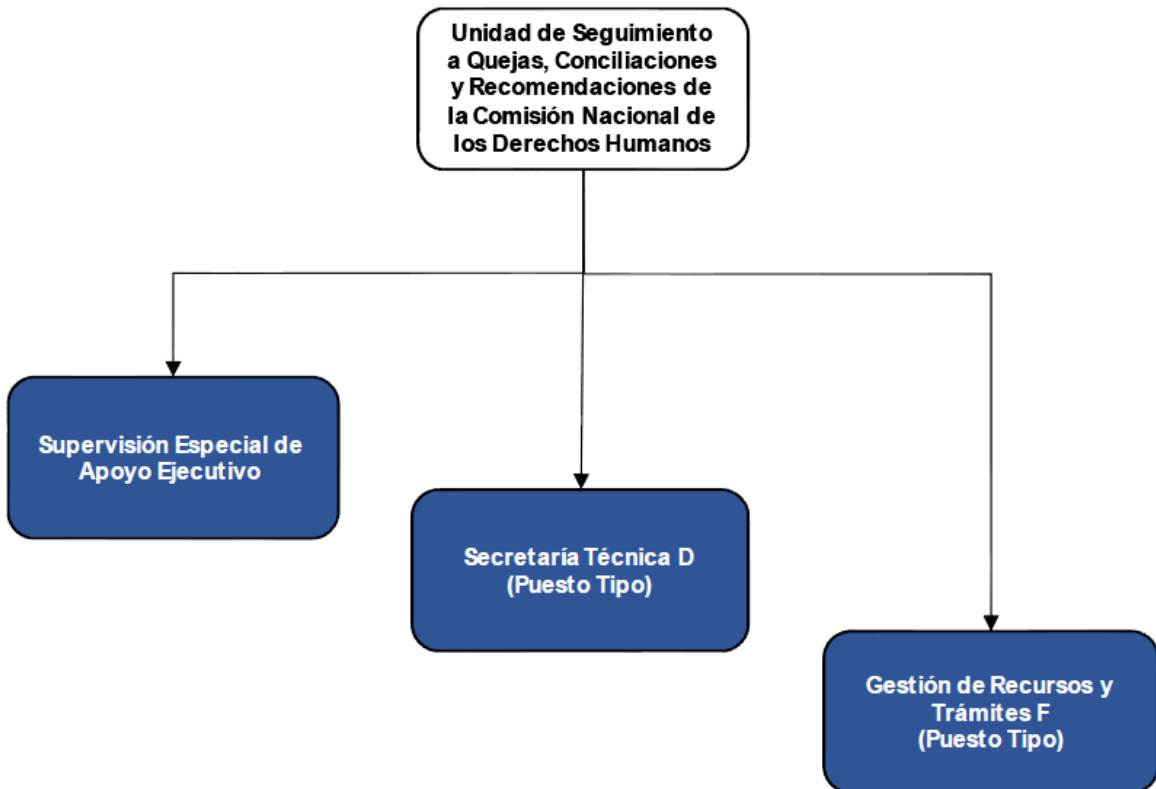 Unidad de Seguimiento
a Quejas, Conciliaciones
y Recomendaciones de
la Comisión Nacional de
los Derechos Humanos
Supervisión Especial de
Apoyo Ejecutivo
Secretaría Técnica D
(Puesto Tipo)
Gestión de Recursos y
Trámites F
(Puesto Tipo)